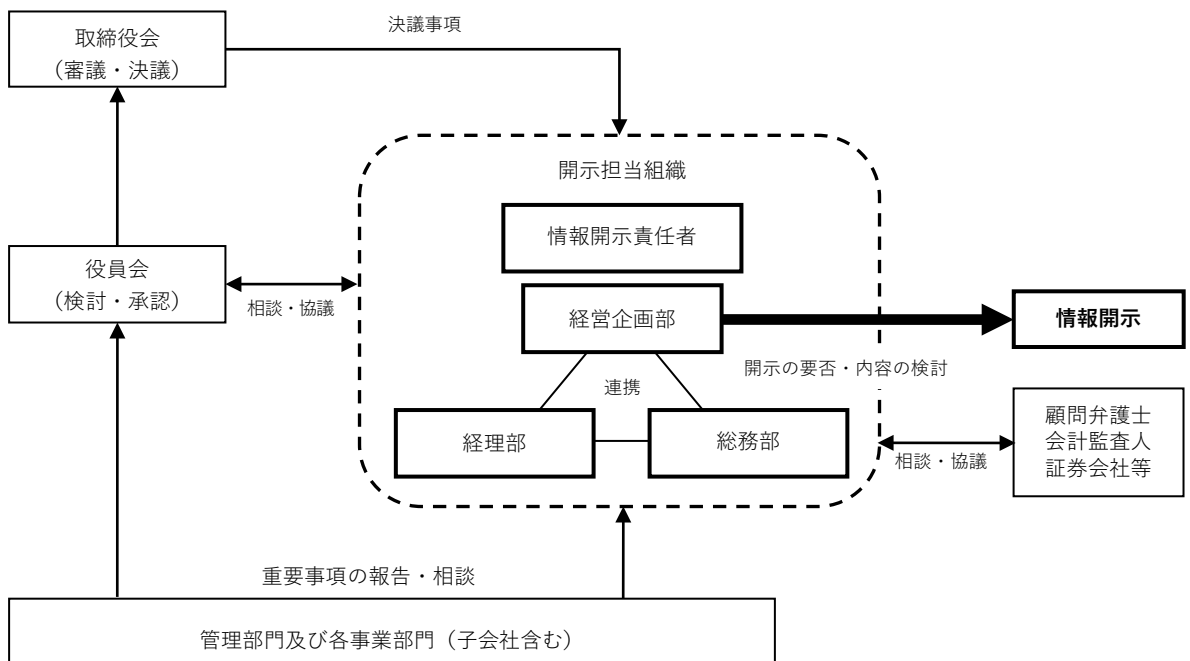 取締役会
（審議・決議）
決議事項
開示担当組織
情報開示責任者
役員会
（検討・承認）
相談・協議
経営企画部
情報開示
開示の要否・内容の検討
連携
経理部
総務部
相談・協議
顧問弁護士
会計監査人
証券会社等
重要事項の報告・相談
管理部門及び各事業部門（子会社含む）